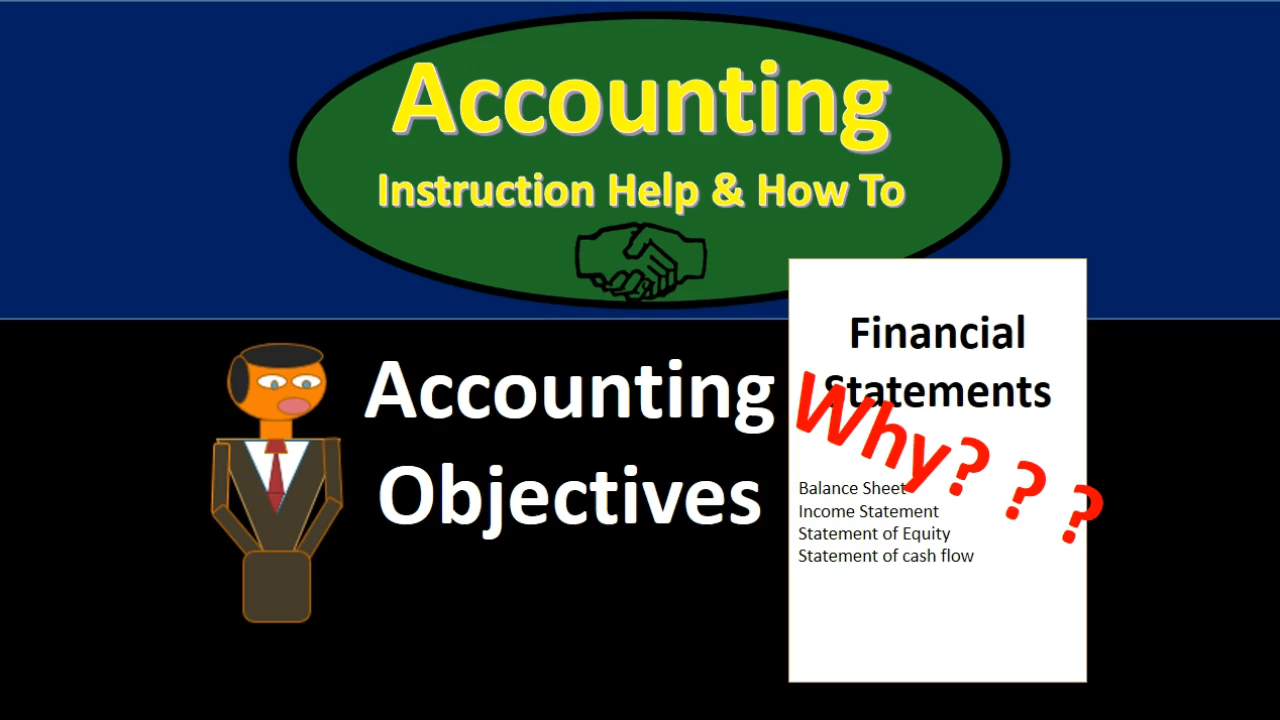 Accounting
Instruction Help & How To
Accounting
Objectives
Financial
Statements
Why? ? ?
Balance Sheet
Income Statement
Statement of Equity
Statement of cash flow